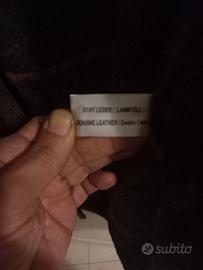 ECHT LEDER / LAMMFELL
GENUINE LEATHER / Double Face
subito